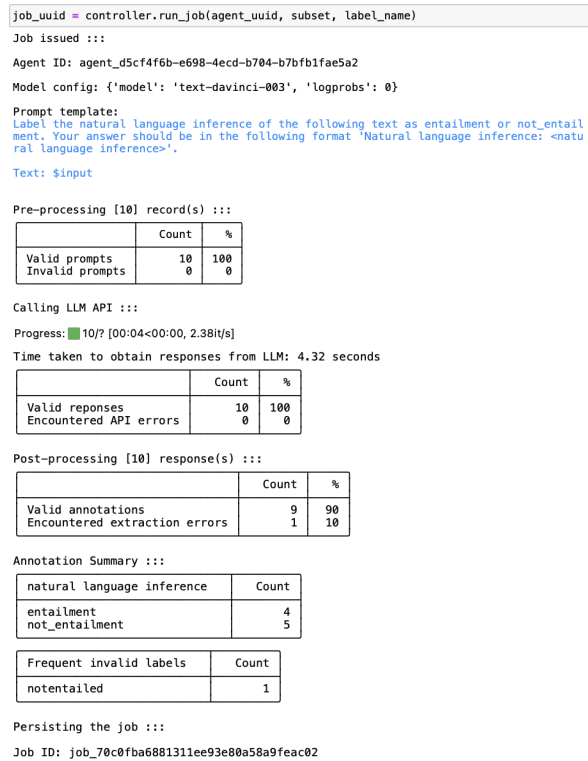 job_uuid = controller.run_job(agent_uuid, subset, label_name)
Job issued :::
Agent ID: agent_d5cf4f6b-e698-4ecd-b704-b7bfb1fae5a2
Model config: {'model': 'text-davinci-003', 'logprobs': 0}
Prompt template:
Label the natural language inference of the following text as entailment or not_entail
ment. Your answer should be in the following format 'Natural language inference: <natu
ral language inference>'.
Text: $input
Pre-processing [10] record(s) :::
Count %
Valid prompts 10 100
Invalid prompts 0 0
Calling LLM API :::
Progress: 10/? [00:04<00:00, 2.38it/s]
Time taken to obtain responses from LLM: 4.32 seconds
Count %
Valid reponses 10 100
Encountered API errors 0 0
Post-processing [10] response(s) :::
Count %
Valid annotations 9 90
Encountered extraction errors 1 10
Annotation Summary :::
natural language inference Count
entailment 4
not_entailment 5
Frequent invalid labels Count
notentailed 1
Persisting the job :::
Job ID: job_70c0fba6881311ee93e80a58a9feac02